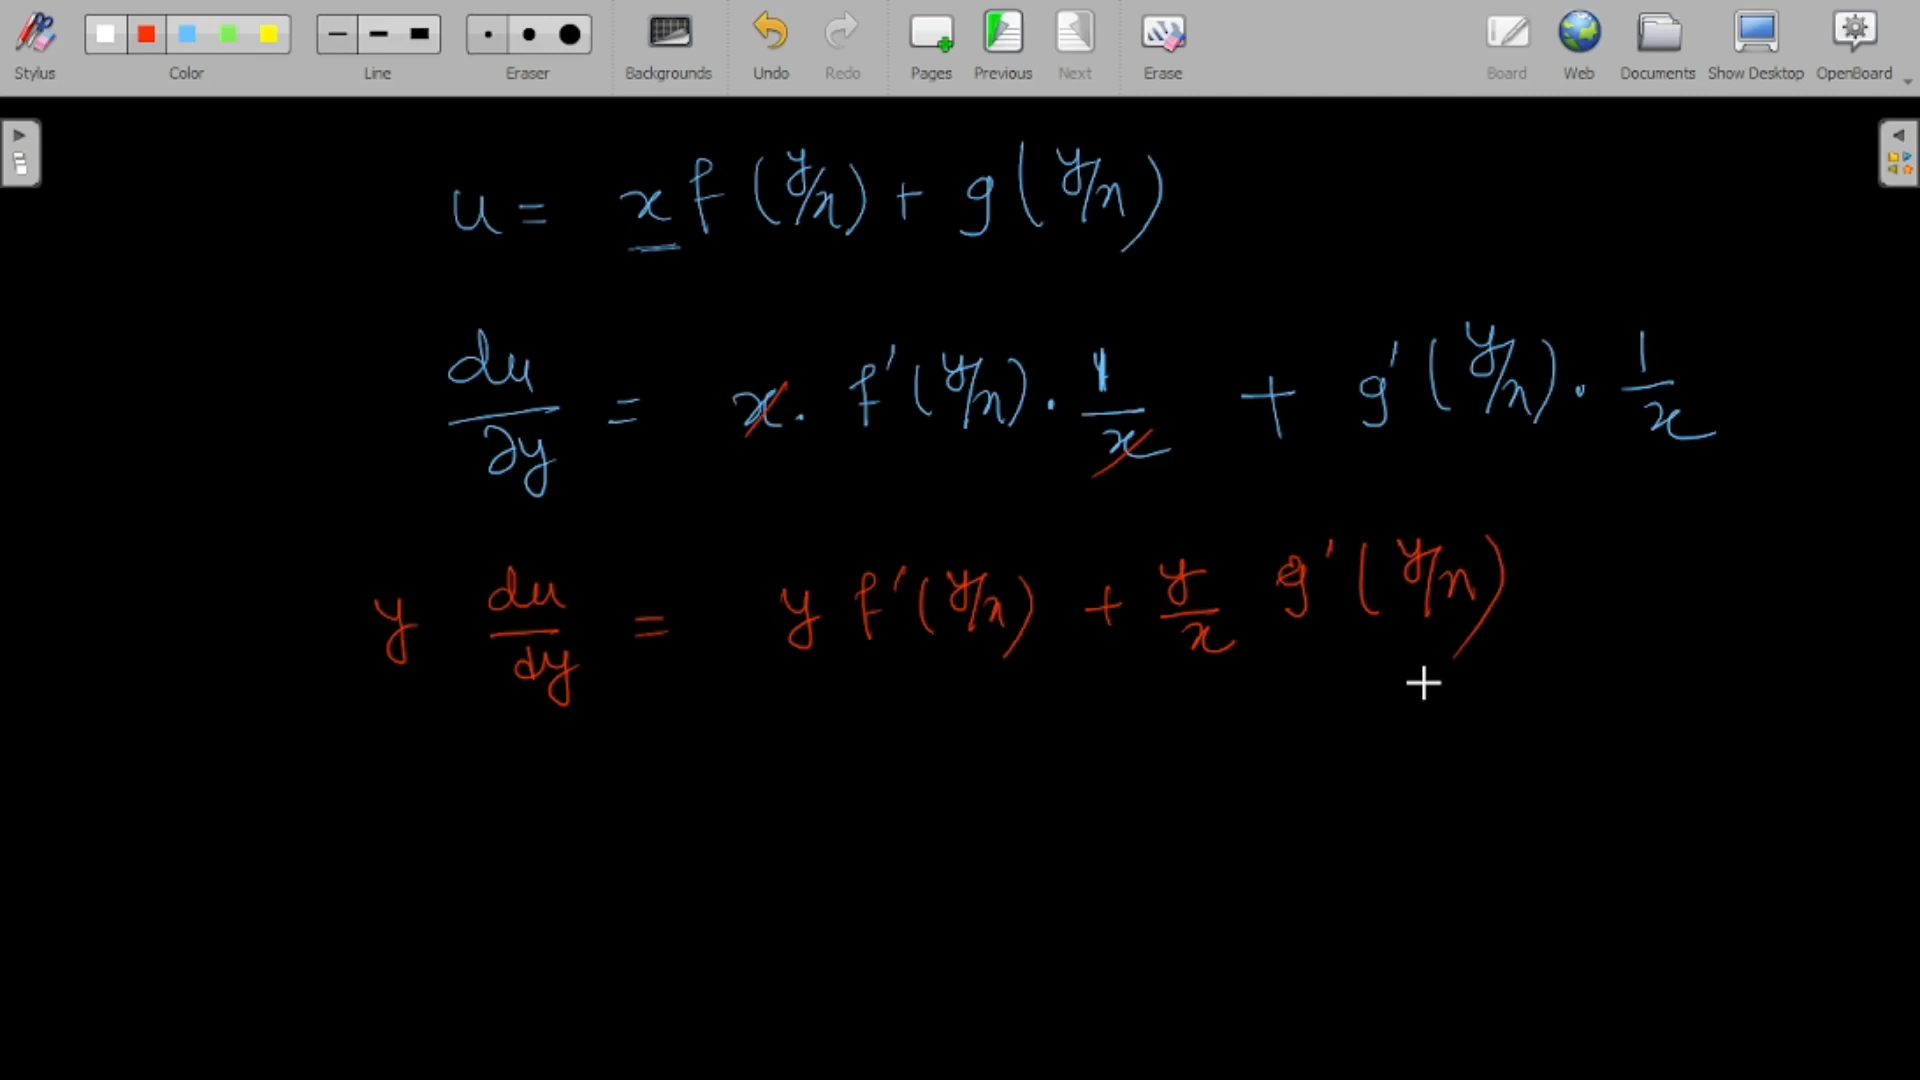 Stylus Color Line Eraser Backgrounds Undo Redo Pages Previous Next Erase Board Web Documents Show Desktop OpenBoard
u = x f (y/x) + g (y/x)
du/∂y = x . f' (y/x) . 1/x + g' (y/x) . 1/x
y du/dy = y f' (y/x) + y/x g' (y/x)